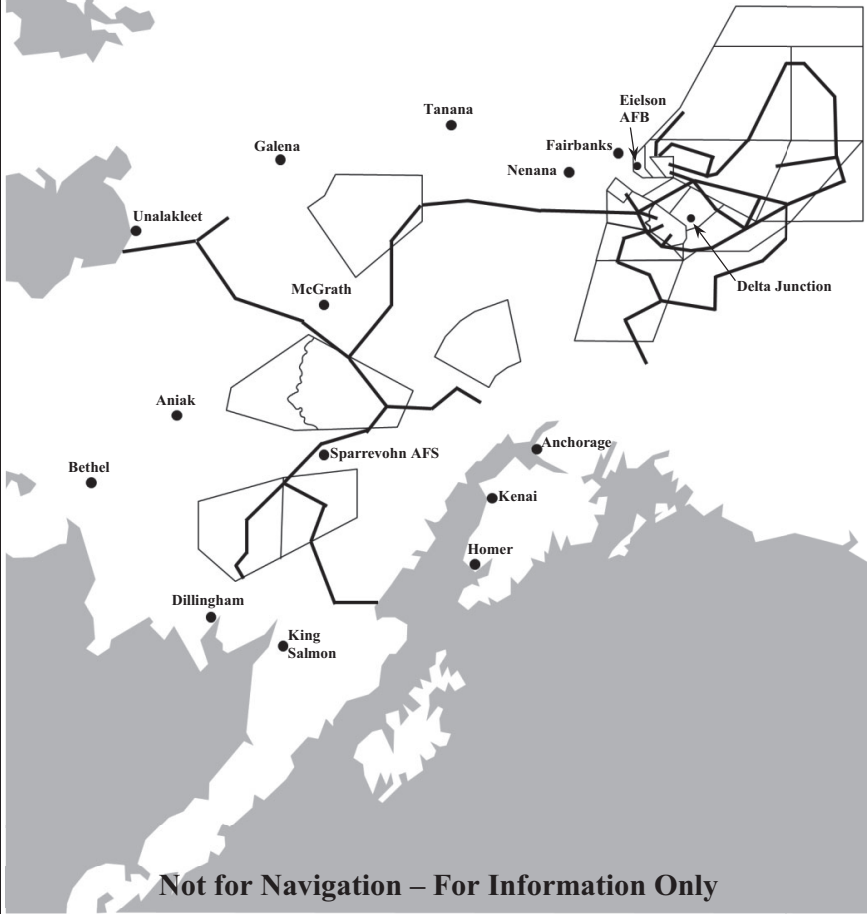 Tanana
Eielson
AFB
Galena
Fairbanks
Nenana
Unalakleet
McGrath
Delta Junction
Aniak
Anchorage
Sparrevohn AFS
Bethel
Kenai
Homer
Dillingham
King
Salmon
Not for Navigation – For Information Only